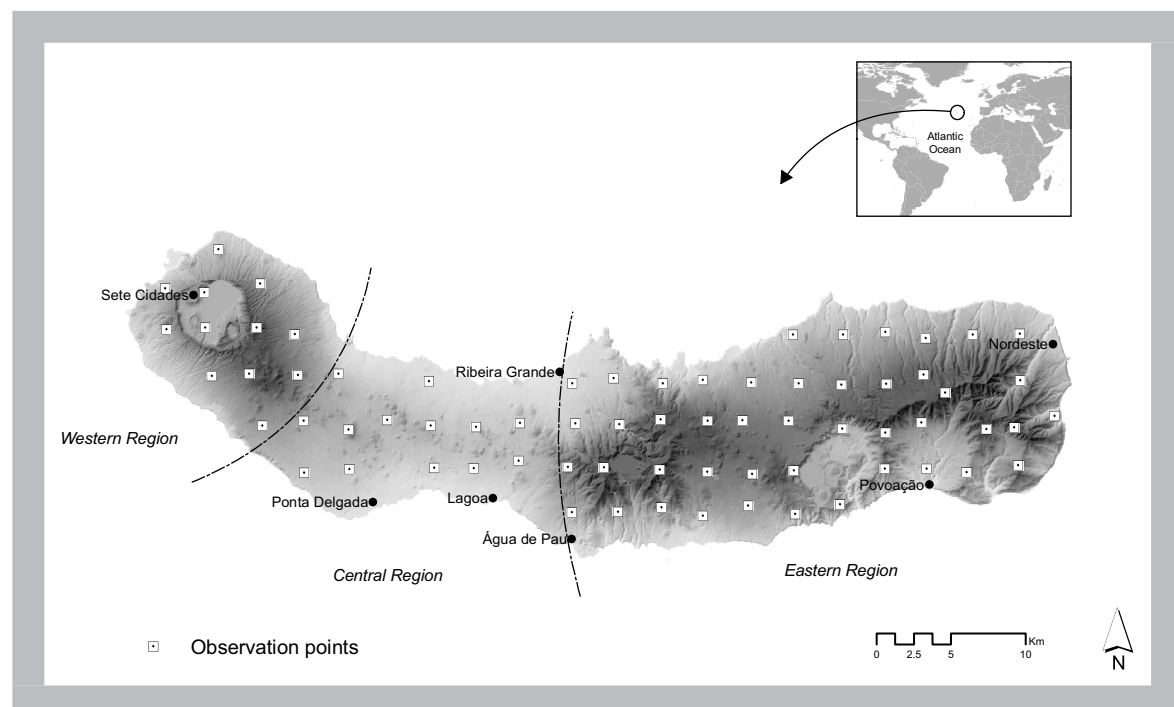 Atlantic
Ocean
Sete Cidades
Nordeste
Ribeira Grande
Western Region
Povoação
Ponta Delgada
Lagoa
Água de Pau
Central Region
Eastern Region
Observation points
Km
0 2.5 5 10
N